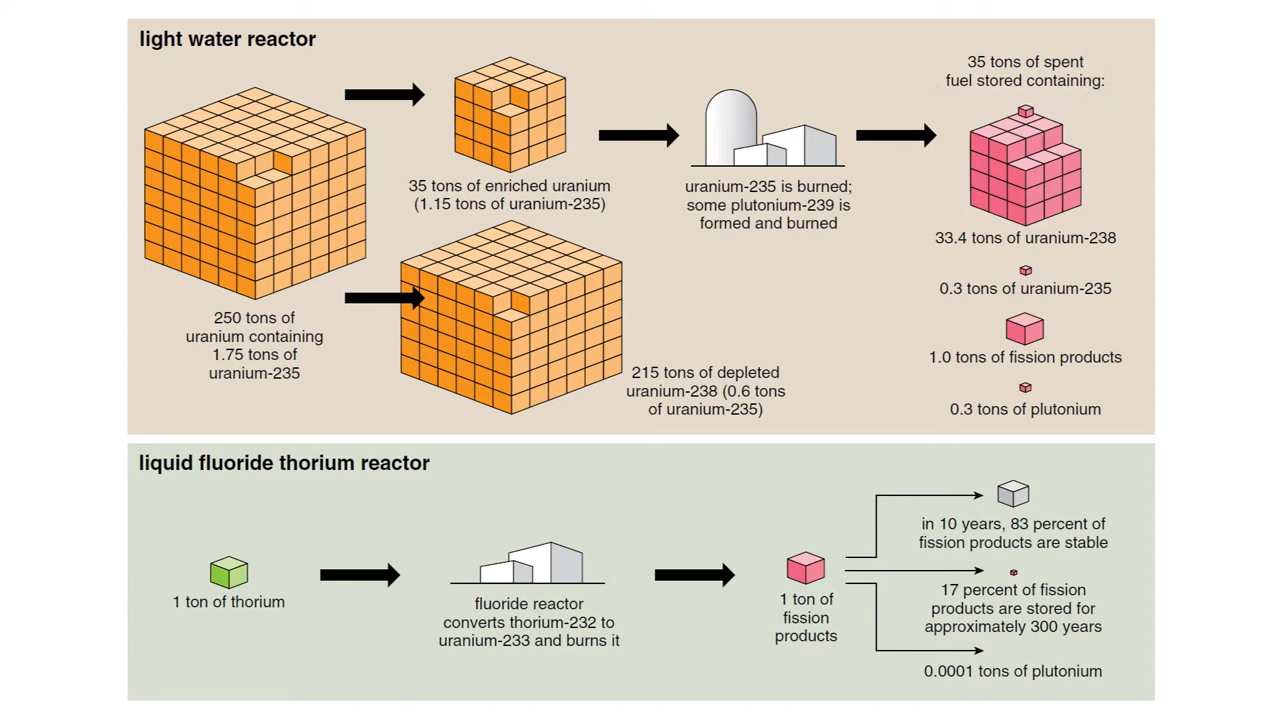 light water reactor
35 tons of spent
fuel stored containing:
35 tons of enriched uranium
(1.15 tons of uranium-235)
uranium-235 is burned;
some plutonium-239 is
formed and burned
33.4 tons of uranium-238
0.3 tons of uranium-235
250 tons of
uranium containing
1.75 tons of
uranium-235
1.0 tons of fission products
215 tons of depleted
uranium-238 (0.6 tons
of uranium-235)
0.3 tons of plutonium
liquid fluoride thorium reactor
1 ton of thorium
fluoride reactor
converts thorium-232 to
uranium-233 and burns it
1 ton of
fission
products
in 10 years, 83 percent of
fission products are stable
17 percent of fission
products are stored for
approximately 300 years
0.0001 tons of plutonium